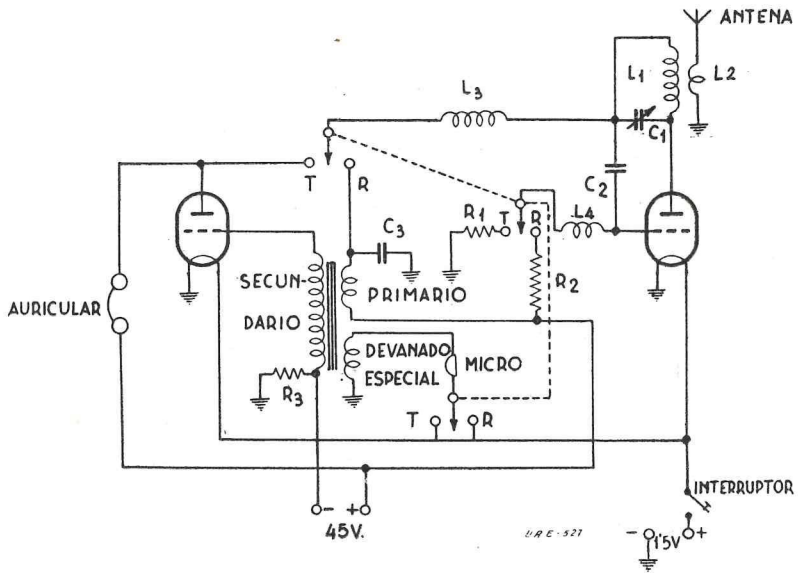 ANTENA
L1
L2
L3
C1
T
R
C2
R1
T
R
L4
C3
SECUN-
DARIO
PRIMARIO
R2
AURICULAR
DEVANADO
ESPECIAL
MICRO
R3
T
R
INTERRUPTOR
- +
45V.
URE-527
- 1'5V +